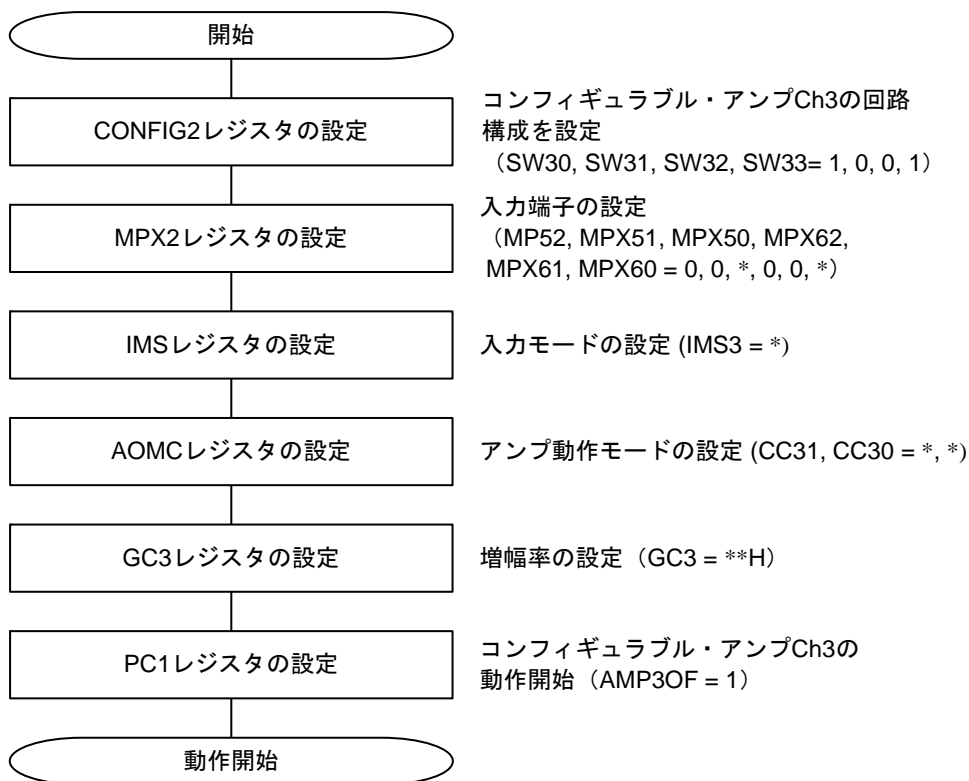 開始
CONFIG2レジスタの設定
コンフィギュラブル・アンプCh3の回路
構成を設定
（SW30, SW31, SW32, SW33= 1, 0, 0, 1）
MPX2レジスタの設定
入力端子の設定
（MP52, MPX51, MPX50, MPX62,
MPX61, MPX60 = 0, 0, *, 0, 0, *）
IMSレジスタの設定
入力モードの設定 (IMS3 = *)
AOMCレジスタの設定
アンプ動作モードの設定 (CC31, CC30 = *, *)
GC3レジスタの設定
増幅率の設定（GC3 = **H）
PC1レジスタの設定
コンフィギュラブル・アンプCh3の
動作開始（AMP3OF = 1）
動作開始